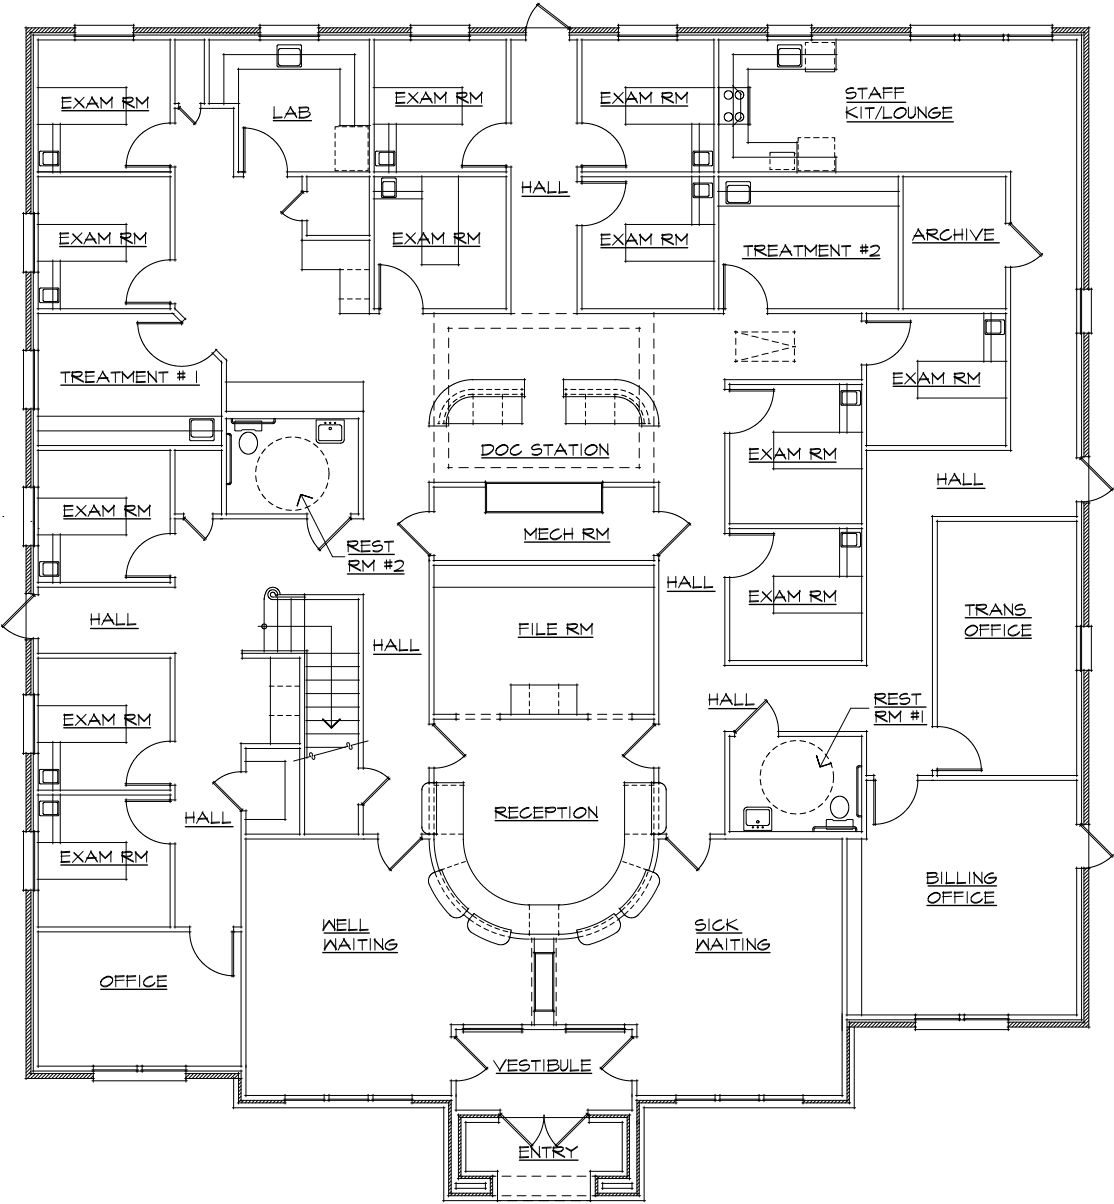 EXAM RM
LAB
EXAM RM
EXAM RM
STAFF
KIT/LOUNGE
HALL
EXAM RM
EXAM RM
EXAM RM
TREATMENT #2
ARCHIVE
TREATMENT # 1
EXAM RM
DOC STATION
EXAM RM
HALL
EXAM RM
MECH RM
REST
RM #2
HALL
EXAM RM
HALL
FILE RM
TRANS
OFFICE
HALL
EXAM RM
HALL
REST
RM #1
HALL
RECEPTION
EXAM RM
BILLING
OFFICE
WELL
WAITING
SICK
WAITING
OFFICE
VESTIBULE
ENTRY